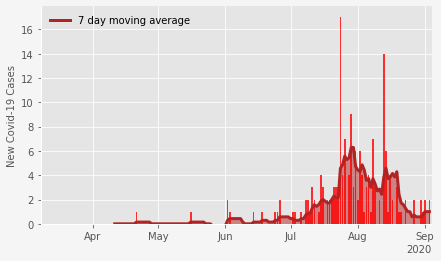 7 day moving average
New Covid-19 Cases
16
14
12
10
8
6
4
2
0
Apr
May
Jun
Jul
Aug
Sep
2020